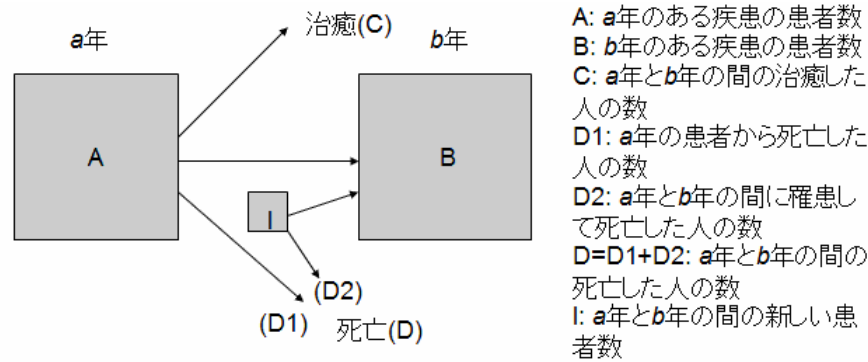 a年
治癒(C)
b年
A
B
I
(D2)
(D1)
死亡(D)
A: a年のある疾患の患者数
B: b年のある疾患の患者数
C: a年とb年の間の治癒した
人の数
D1: a年の患者から死亡した
人の数
D2: a年とb年の間に罹患し
て死亡した人の数
D=D1+D2: a年とb年の間の
死亡した人の数
I: a年とb年の間の新しい患
者数